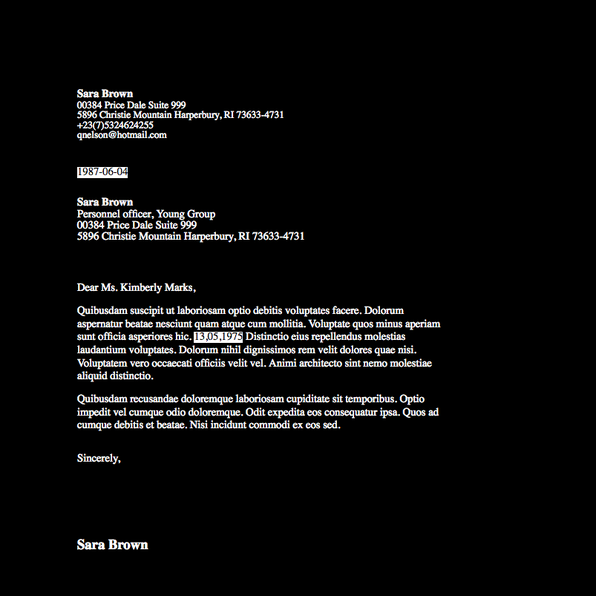 Sara Brown
00384 Price Dale Suite 999
5896 Christie Mountain Harperbury, RI 73633-4731
+23(7)5324624255
qnelson@hotmail.com
1987-06-04
Sara Brown
Personnel officer, Young Group
00384 Price Dale Suite 999
5896 Christie Mountain Harperbury, RI 73633-4731
Dear Ms. Kimberly Marks,
Quibusdam suscipit ut laboriosam optio debitis voluptates facere. Dolorum
aspernatur beatae nesciunt quam atque cum mollitia. Voluptate quos minus aperiam
sunt officia asperiores hic. 13.05.1975 Distinctio eius repellendus molestias
laudantium voluptates. Dolorum nihil dignissimos rem velit dolores quae nisi.
Voluptatem vero occaecati officiis velit vel. Animi architecto sint nemo molestiae
aliquid distinctio.
Quibusdam recusandae doloremque laboriosam cupiditate sit temporibus. Optio
impedit vel cumque odio doloremque. Odit expedita eos consequatur ipsa. Quos ad
cumque debitis et beatae. Nisi incidunt commodi ex eos sed.
Sincerely,
Sara Brown